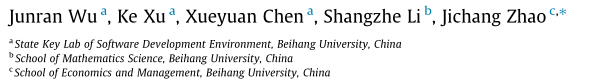 Junran Wu a, Ke Xu a, Xueyuan Chen a, Shangzhe Li b, Jichang Zhao c,*
a State Key Lab of Software Development Environment, Beihang University, China
b School of Mathematics Science, Beihang University, China
c School of Economics and Management, Beihang University, China